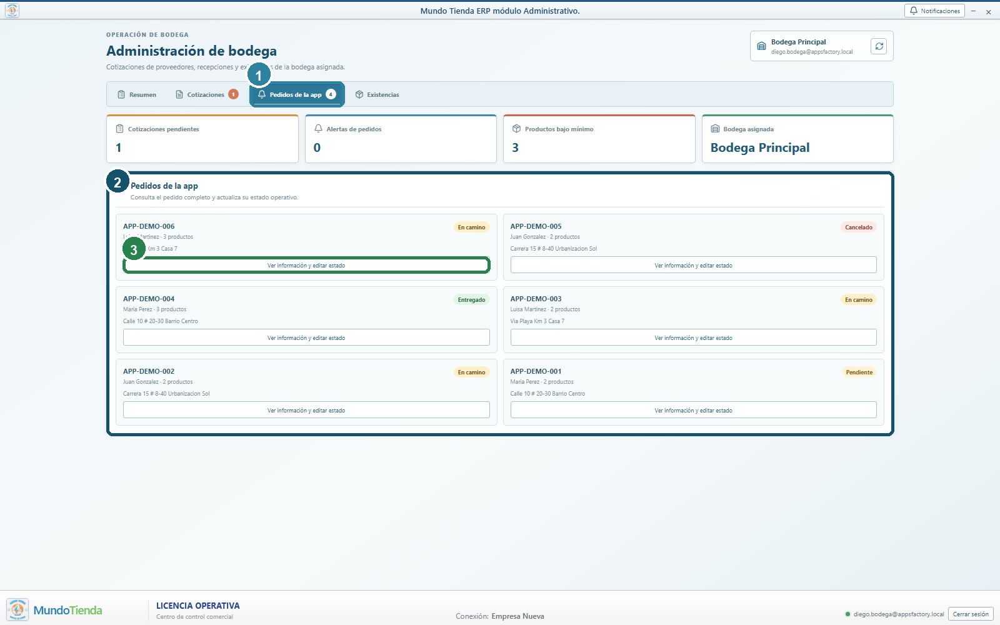 Mundo Tienda ERP módulo Administrativo.
Notificaciones
OPERACIÓN DE BODEGA
Administración de bodega
Cotizaciones de proveedores, recepciones y de la bodega asignada.
Bodega Principal
diego.bodega@appsfactory.local
1
Resumen
Cotizaciones 1
Pedidos de la app 4
Existencias
Cotizaciones pendientes
1
Alertas de pedidos
0
Productos bajo mínimo
3
Bodega asignada
Bodega Principal
2
Pedidos de la app
Consulta el pedido completo y actualiza su estado operativo.
APP-DEMO-006
En camino
Martinez · 3 productos
3
Km 3 Casa 7
Ver información y editar estado
APP-DEMO-005
Cancelado
Juan Gonzalez · 2 productos
Carrera 15 # 8-40 Urbanizacion Sol
Ver información y editar estado
APP-DEMO-004
Entregado
Maria Perez · 3 productos
Calle 10 # 20-30 Barrio Centro
Ver información y editar estado
APP-DEMO-003
En camino
Luisa Martinez · 2 productos
Via Playa Km 3 Casa 7
Ver información y editar estado
APP-DEMO-002
En camino
Juan Gonzalez · 2 productos
Carrera 15 # 8-40 Urbanizacion Sol
Ver información y editar estado
APP-DEMO-001
Pendiente
Maria Perez · 2 productos
Calle 10 # 20-30 Barrio Centro
Ver información y editar estado
MundoTienda
LICENCIA OPERATIVA
Centro de control comercial
Conexión: Empresa Nueva
diego.bodega@appsfactory.local
Cerrar sesión